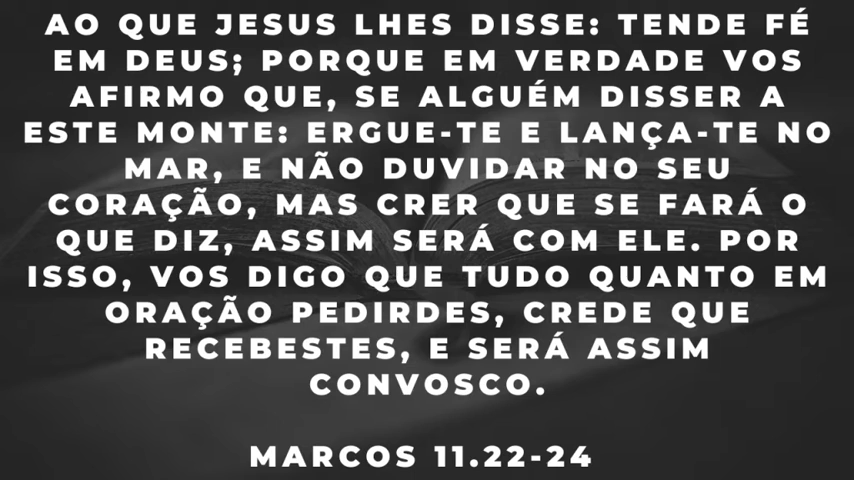 AO QUE JESUS LHES DISSE: TENDE FÉ
EM DEUS; PORQUE EM VERDADE VOS
AFIRMO QUE, SE ALGUÉM DISSER A
ESTE MONTE: ERGUE-TE E LANÇA-TE NO
MAR, E NÃO DUVIDAR NO SEU
CORAÇÃO, MAS CRER QUE SE FARÁ O
QUE DIZ, ASSIM SERÁ COM ELE. POR
ISSO, VOS DIGO QUE TUDO QUANTO EM
ORAÇÃO PEDIRDES, CREDE QUE
RECEBESTES, E SERÁ ASSIM
CONVOSCO.
MARCOS 11.22-24